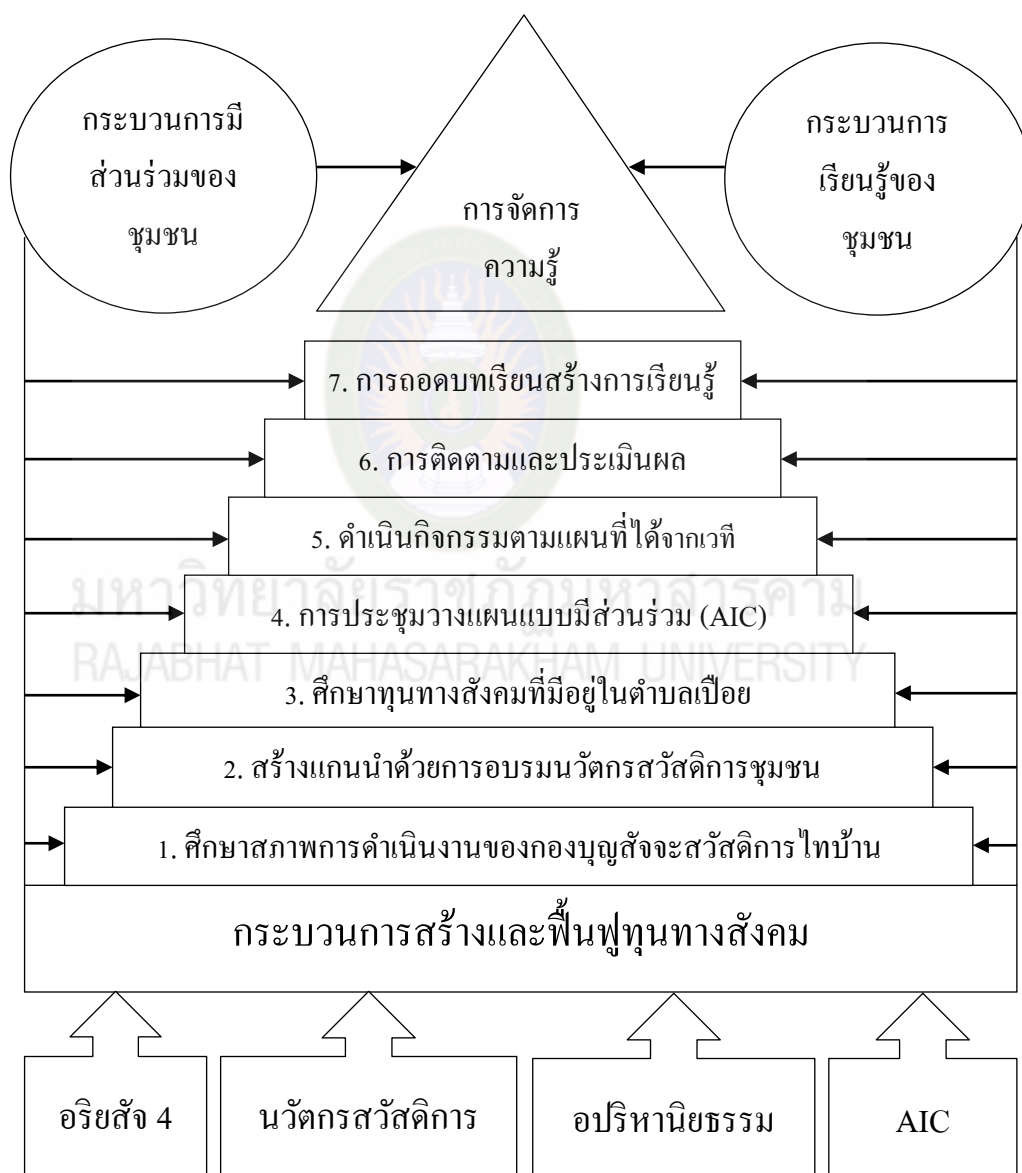 กระบวนการมี
ส่วนร่วมของ
ชุมชน
การจัดการ
ความรู้
กระบวนการ
เรียนรู้ของ
ชุมชน
7. การถอดบทเรียนสร้างการเรียนรู้
6. การติดตามและประเมินผล
5. ดำเนินกิจกรรมตามแผนที่ได้จากเวที
4. การประชุมวางแผนแบบมีส่วนร่วม (AIC)
มหาวิทยาลัยราชภัฏมหาสารคาม
RAJABHAT MAHASARAKHAM UNIVERSITY
3. ศึกษาทุนทางสังคมที่มีอยู่ในตำบลเปือย
2. สร้างแกนนำด้วยการอบรมนวัตกรสวัสดิการชุมชน
1. ศึกษาสภาพการดำเนินงานของกองบุญสัจจะสวัสดิการไทบ้าน
กระบวนการสร้างและฟื้นฟูทุนทางสังคม
อริยสัจ 4
นวัตกรสวัสดิการ
อปริหานิยธรรม
AIC